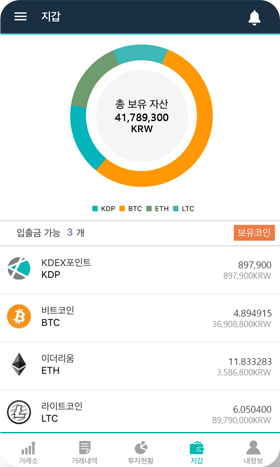 지갑
총 보유 자산
41,789,300
KRW
KDP BTC ETH LTC
입출금 가능 3 개 보유코인
KDEX포인트 897,900
KDP 897,900KRW
비트코인 4.894915
BTC 36,908,800KRW
이더리움 11.833283
ETH 3,586,800KRW
라이트코인 6.050400
LTC 89,790,000KRW
거래소 거래내역 투자현황 지갑 내정보